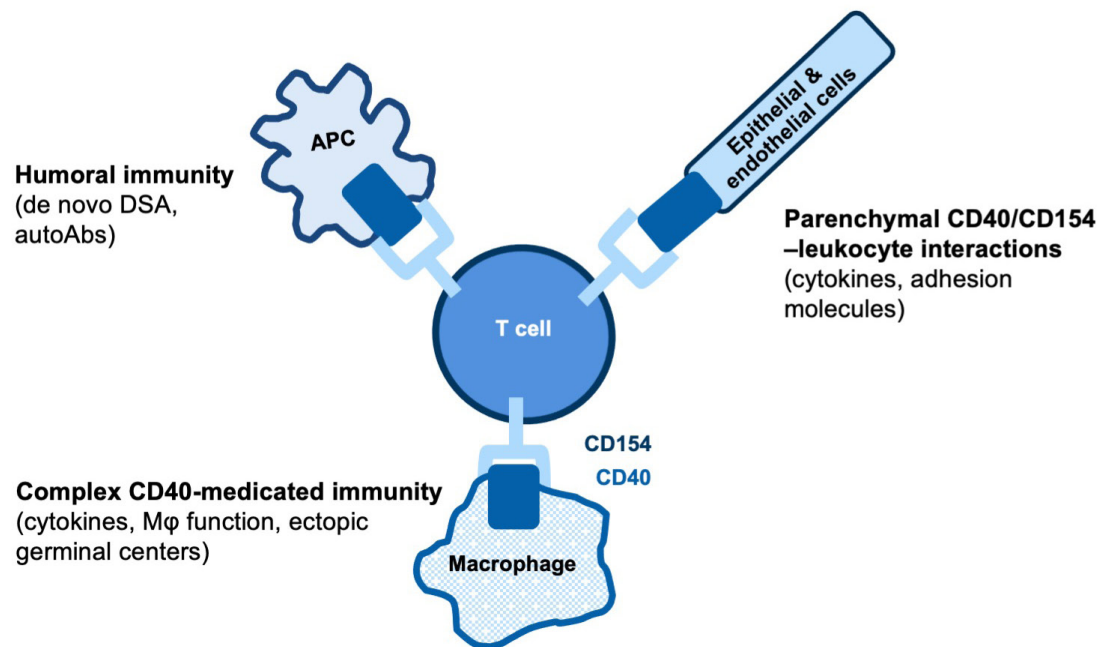 APC
Epithelial &
endothelial cells
Humoral immunity
(de novo DSA,
autoAbs)
Parenchymal CD40/CD154
–leukocyte interactions
(cytokines, adhesion
molecules)
T cell
CD154
CD40
Complex CD40-medicated immunity
(cytokines, Mφ function, ectopic
germinal centers)
Macrophage